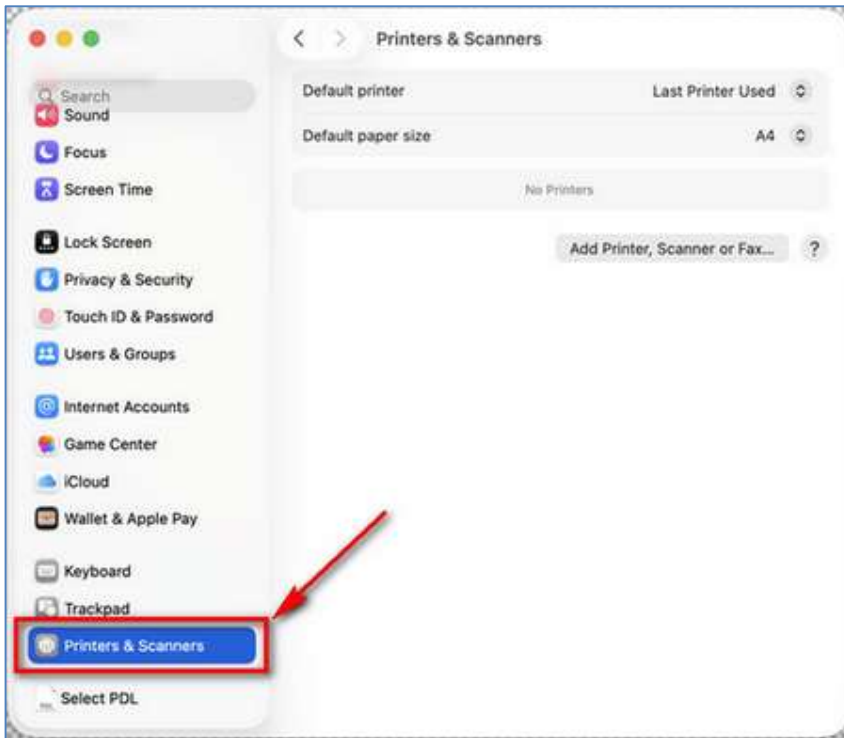 Printers & Scanners
Search
Sound
Focus
Screen Time
Lock Screen
Privacy & Security
Touch ID & Password
Users & Groups
Internet Accounts
Game Center
iCloud
Wallet & Apple Pay
Keyboard
Trackpad
Printers & Scanners
Select PDL
Default printer Last Printer Used
Default paper size A4
No Printers
Add Printer, Scanner or Fax... ?